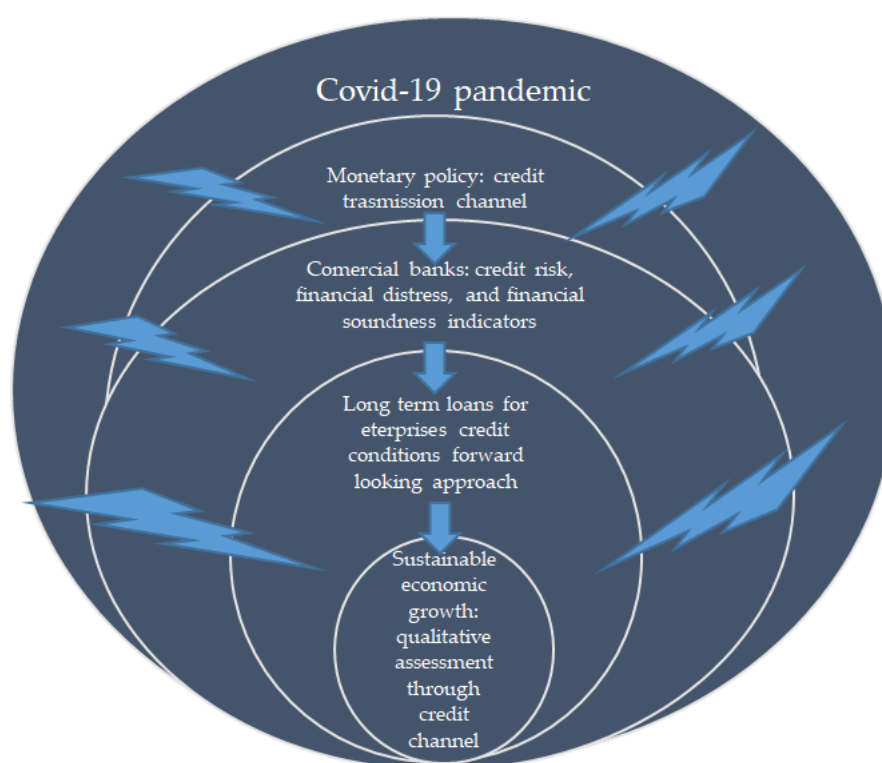 Covid-19 pandemic
Monetary policy: credit
trasmission channel
Comercial banks: credit risk,
financial distress, and financial
soundness indicators
Long term loans for
eterprises credit
conditions forward
looking approach
Sustainable
economic
growth:
qualitative
assessment
through
credit
channel